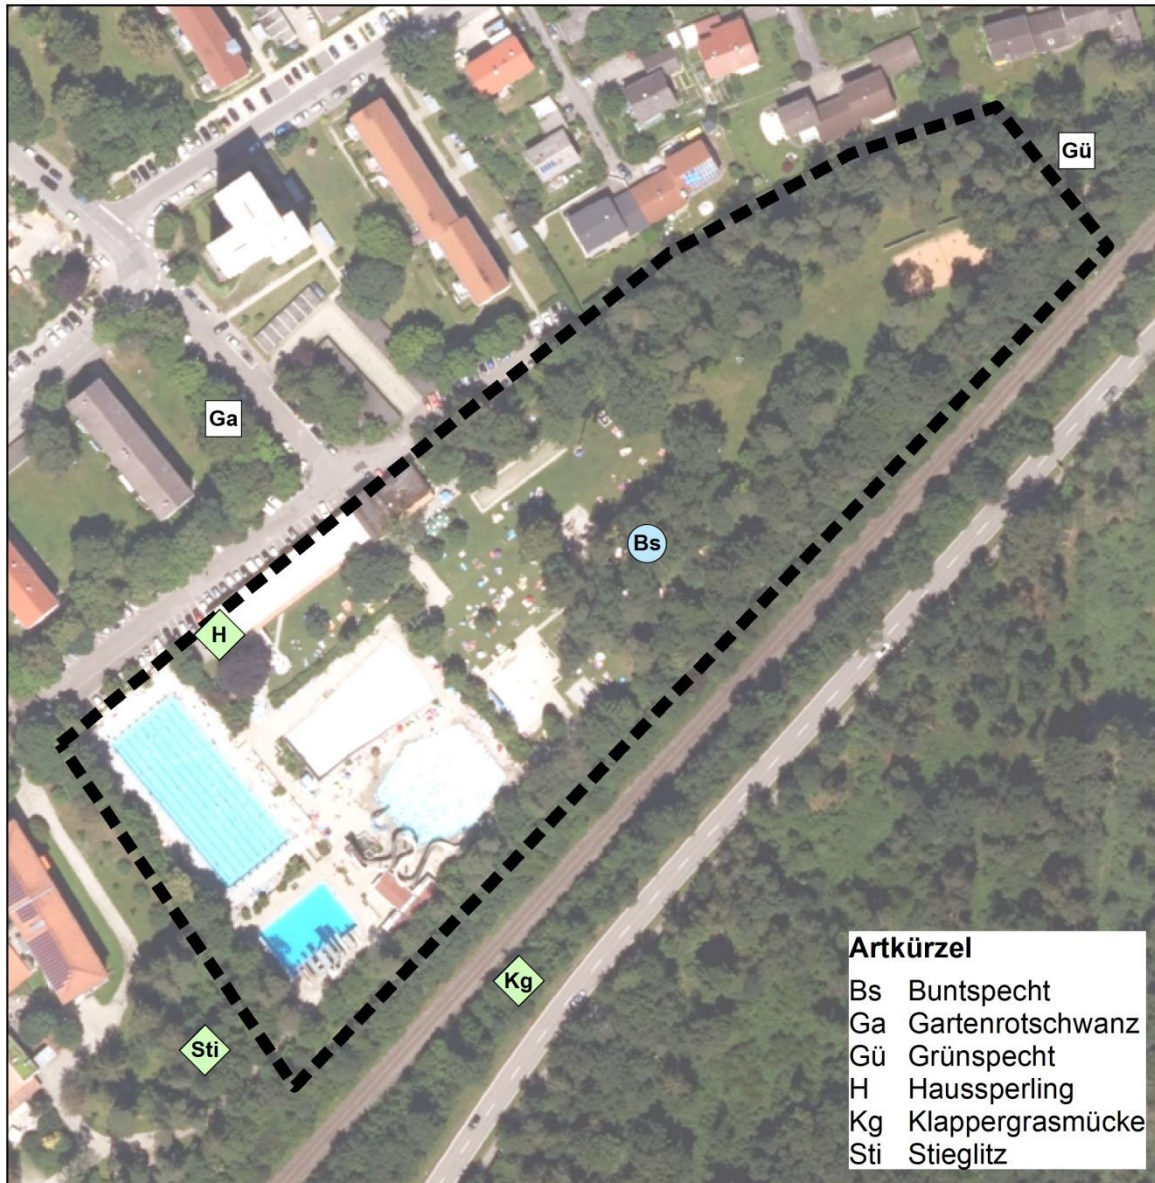 Gü
Ga
Bs
H
Kg
Sti
Artkürzel
Bs Buntspecht
Ga Gartenrotschwanz
Gü Grünspecht
H Haussperling
Kg Klappergrasmücke
Sti Stieglitz